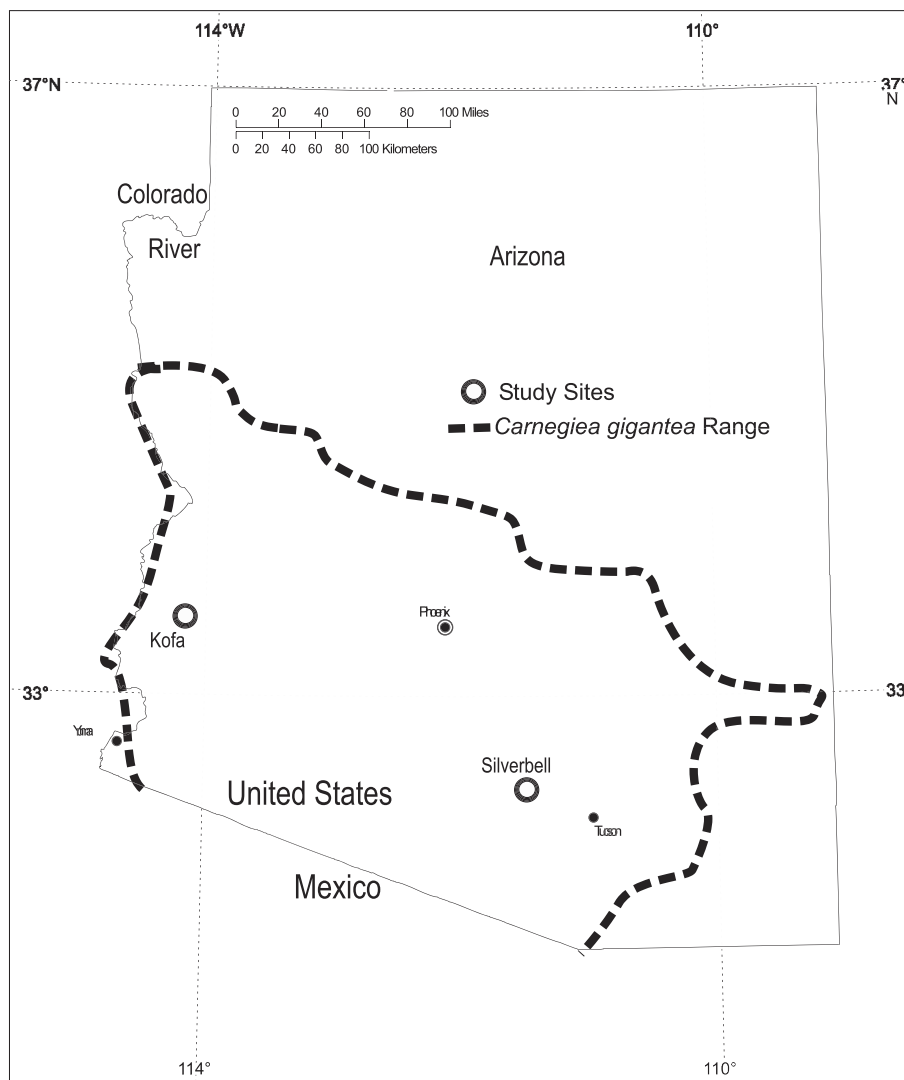 114°W 110°
37°N 37°
N
0 20 40 60 80 100 Miles
0 20 40 60 80 100 Kilometers
Colorado
River
Arizona
Study Sites
Carnegiea gigantea Range
Phoenix
Kofa
33° 33
Yuma
Silverbell
United States
Tucson
Mexico
114° 110°